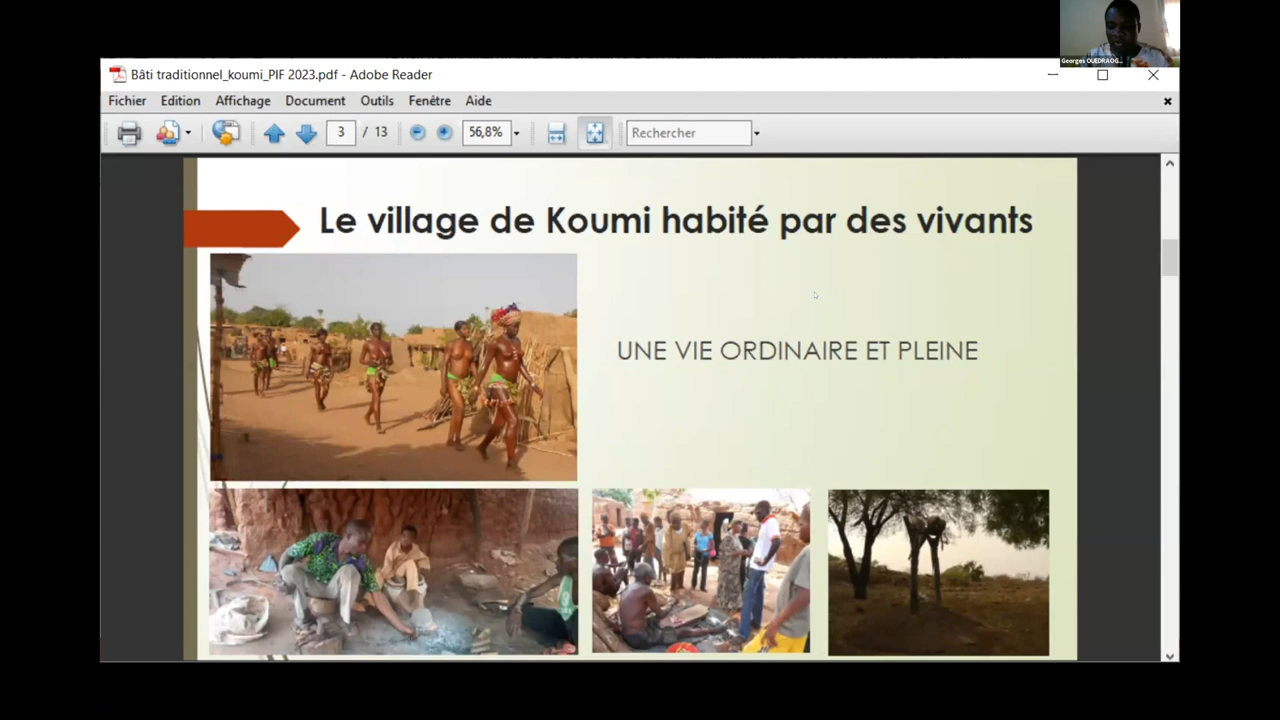 Georges OUEDRAOG...
Bâti traditionnel_koumi_PIF 2023.pdf - Adobe Reader
Fichier Edition Affichage Document Outils Fenêtre Aide
3 / 13 56,8% Rechercher
Le village de Koumi habité par des vivants
UNE VIE ORDINAIRE ET PLEINE